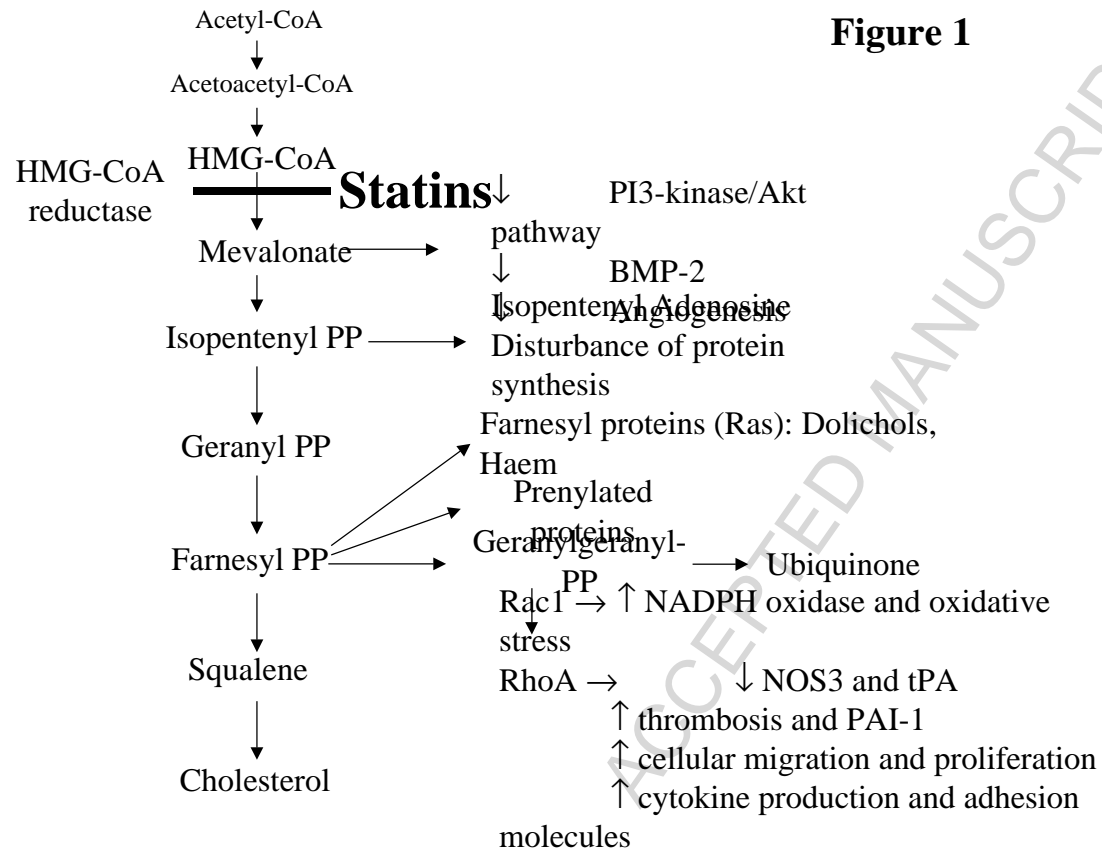 Figure 1
Acetyl-CoA
Acetoacetyl-CoA
HMG-CoA
HMG-CoA
reductase
Statins
Mevalonate
Isopentenyl PP
Geranyl PP
Farnesyl PP
Squalene
Cholesterol
↓ PI3-kinase/Akt
pathway
↓ BMP-2
↓ Angiogenesis
Isopentenyl Adenosine
Disturbance of protein
synthesis
Farnesyl proteins (Ras): Dolichols,
Haem
Prenylated
proteins
Geranylgeranyl-
PP
Ubiquinone
Rac1 → ↑ NADPH oxidase and oxidative
stress
RhoA → ↓ NOS3 and tPA
↑ thrombosis and PAI-1
↑ cellular migration and proliferation
↑ cytokine production and adhesion
molecules
ACCEPTED MANUSCRIP